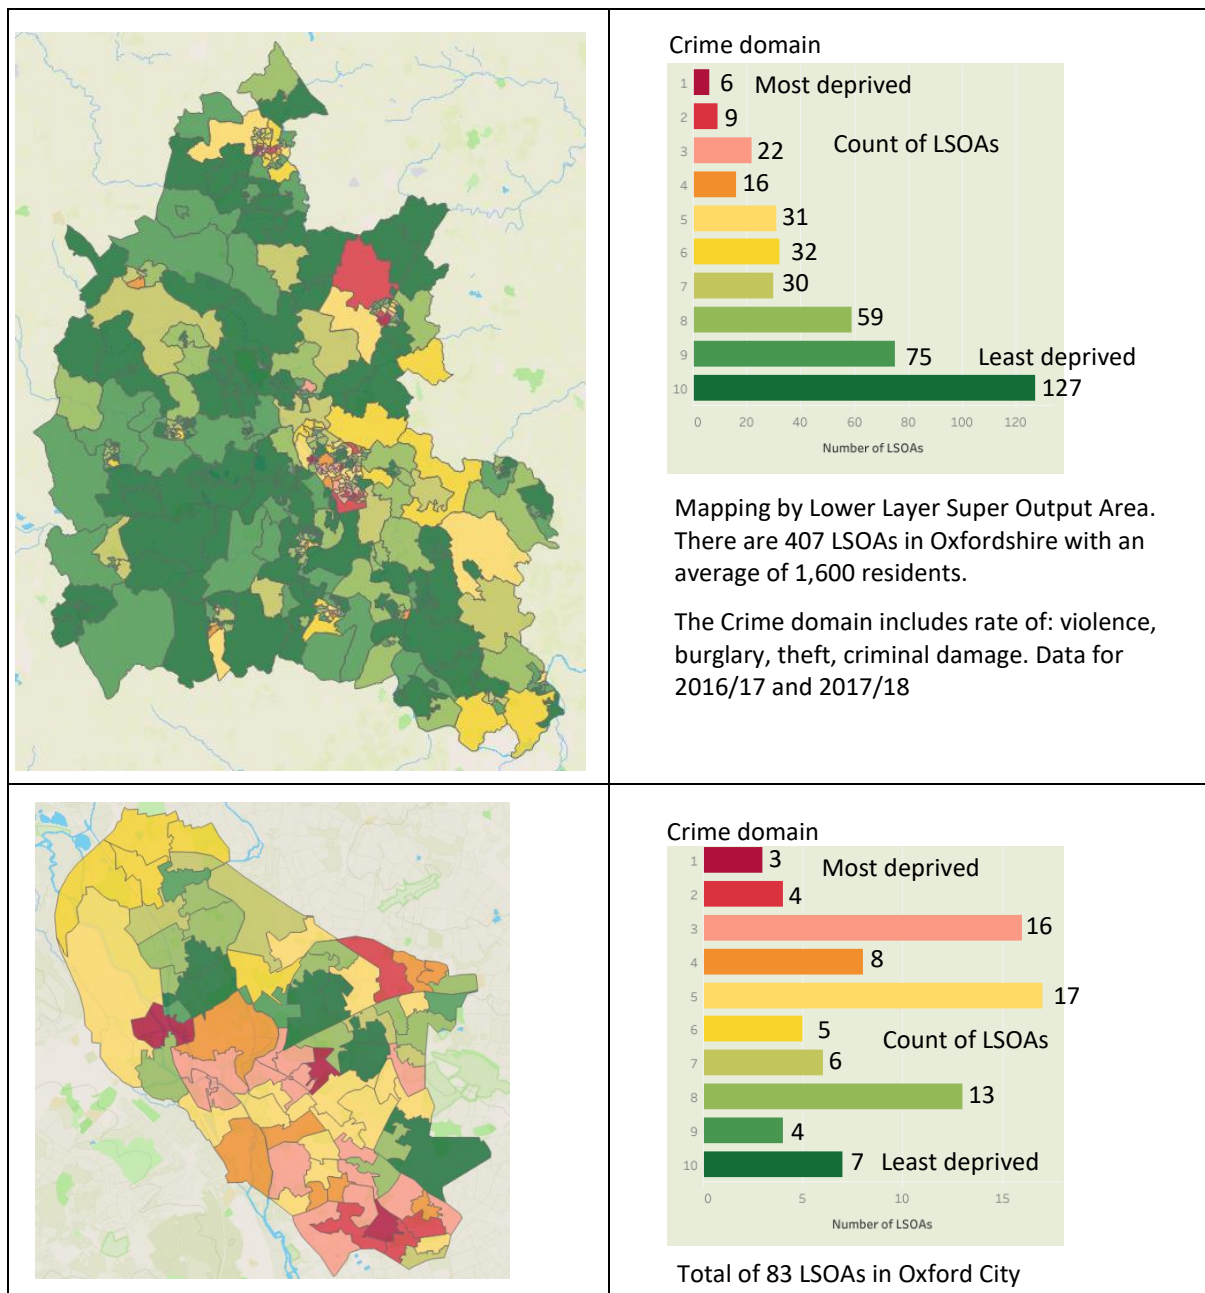 Crime domain
1 6 Most deprived
2 9
3 22 Count of LSOAs
4 16
5 31
6 32
7 30
8 59
9 75 Least deprived
10 127
0 20 40 60 80 100 120
Number of LSOAs
Mapping by Lower Layer Super Output Area.
There are 407 LSOAs in Oxfordshire with an
average of 1,600 residents.
The Crime domain includes rate of: violence,
burglary, theft, criminal damage. Data for
2016/17 and 2017/18
Crime domain
1 3 Most deprived
2 4
3 16
4 8
5 17
6 5 Count of LSOAs
7 6
8 13
9 4
10 7 Least deprived
0 5 10 15
Number of LSOAs
Total of 83 LSOAs in Oxford City